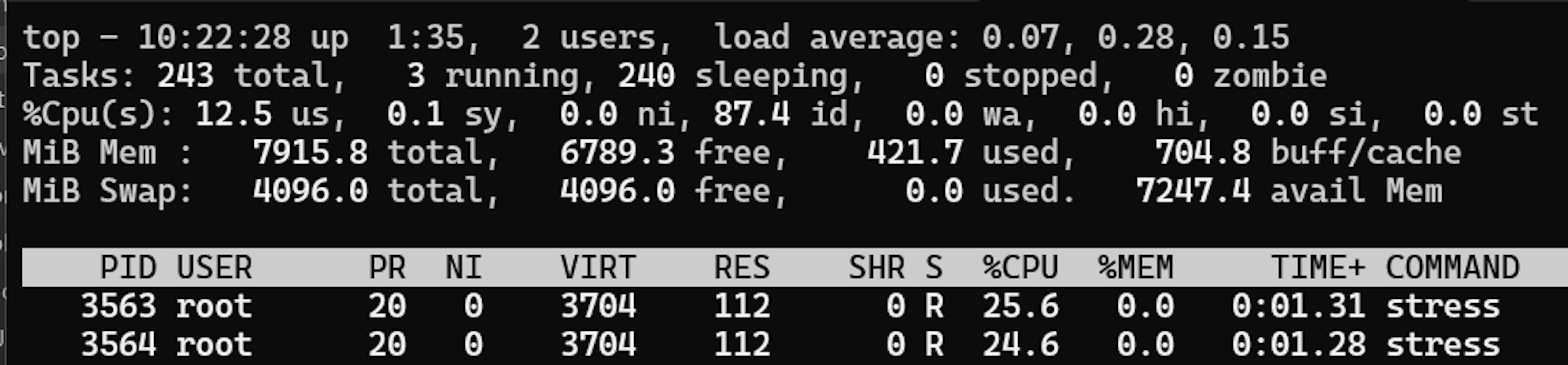 top - 10:22:28 up  1:35,  2 users,  load average: 0.07, 0.28, 0.15
Tasks: 243 total,   3 running, 240 sleeping,   0 stopped,   0 zombie
%Cpu(s): 12.5 us,  0.1 sy,  0.0 ni, 87.4 id,  0.0 wa,  0.0 hi,  0.0 si,  0.0 st
MiB Mem :   7915.8 total,   6789.3 free,    421.7 used,    704.8 buff/cache
MiB Swap:   4096.0 total,   4096.0 free,      0.0 used.   7247.4 avail Mem
PID USER      PR  NI    VIRT    RES    SHR S  %CPU  %MEM     TIME+ COMMAND
3563 root      20   0    3704    112      0 R  25.6   0.0   0:01.31 stress
3564 root      20   0    3704    112      0 R  24.6   0.0   0:01.28 stress